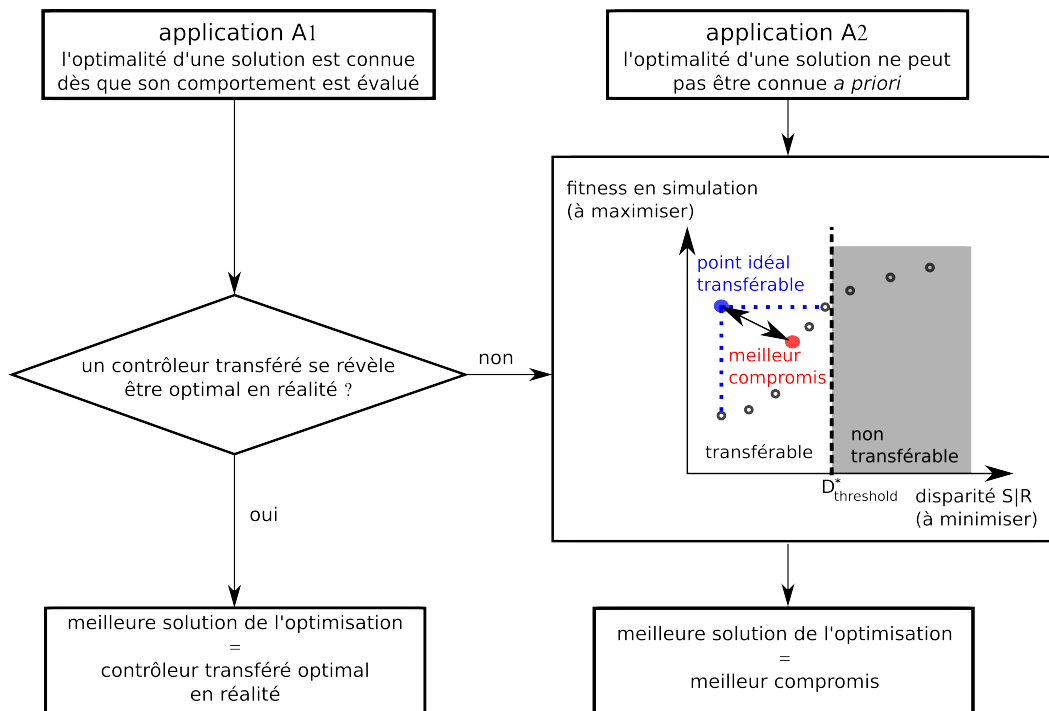 application A1
l'optimalité d'une solution est connue
dès que son comportement est évalué
application A2
l'optimalité d'une solution ne peut
pas être connue a priori
fitness en simulation
(à maximiser)
point idéal
transférable
meilleur
compromis
transférable
non
transférable
D*threshold
disparité S|R
(à minimiser)
un contrôleur transféré se révèle
être optimal en réalité ?
non
oui
meilleure solution de l'optimisation
=
contrôleur transféré optimal
en réalité
meilleure solution de l'optimisation
=
meilleur compromis